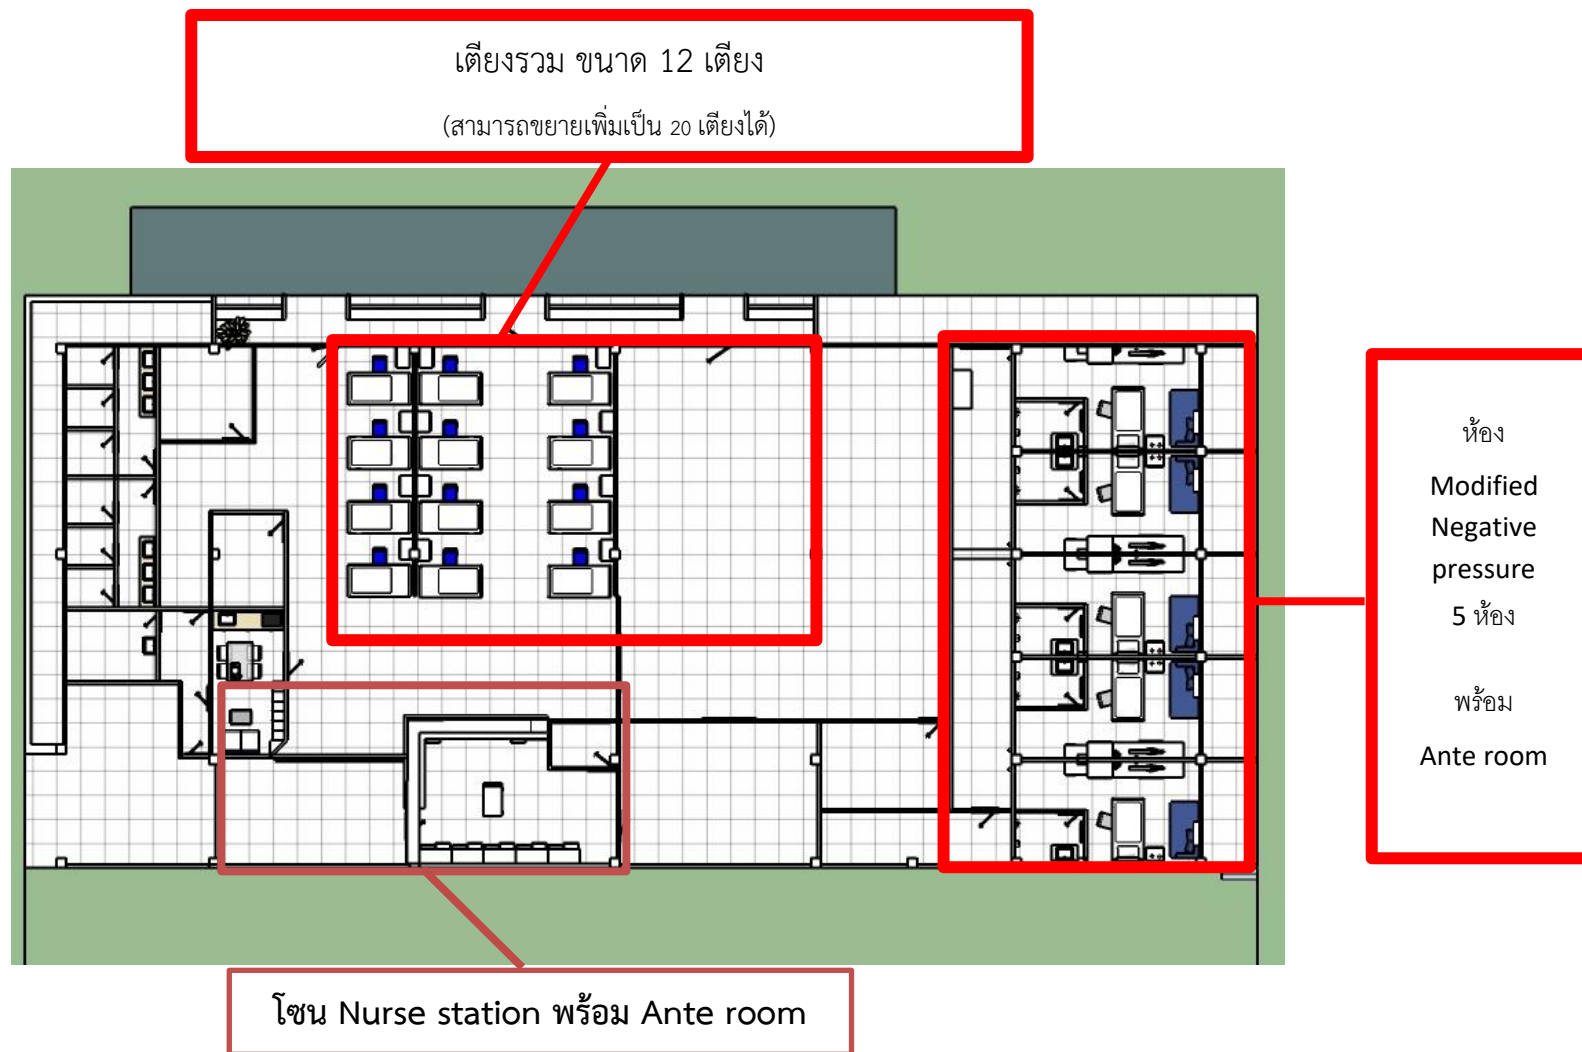 เตียงรวม ขนาด 12 เตียง
(สามารถขยายเพิ่มเป็น 20 เตียงได้)
ห้อง
Modified
Negative
pressure
5 ห้อง
พร้อม
Ante room
โซน Nurse station พร้อม Ante room